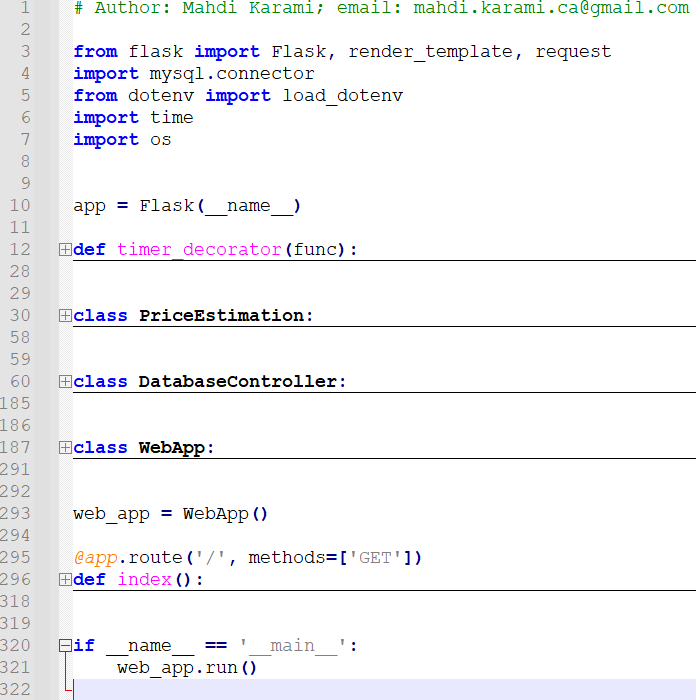 1 # Author: Mahdi Karami; email: mahdi.karami.ca@gmail.com
2
3 from flask import Flask, render_template, request
4 import mysql.connector
5 from dotenv import load_dotenv
6 import time
7 import os
8
9
10 app = Flask(__name__)
11
12 def timer_decorator(func):
28
29
30 class PriceEstimation:
58
59
60 class DatabaseController:
185
186
187 class WebApp:
291
292
293 web_app = WebApp()
294
295 @app.route('/', methods=['GET'])
296 def index():
318
319
320 if __name__ == '__main__':
321     web_app.run()
322